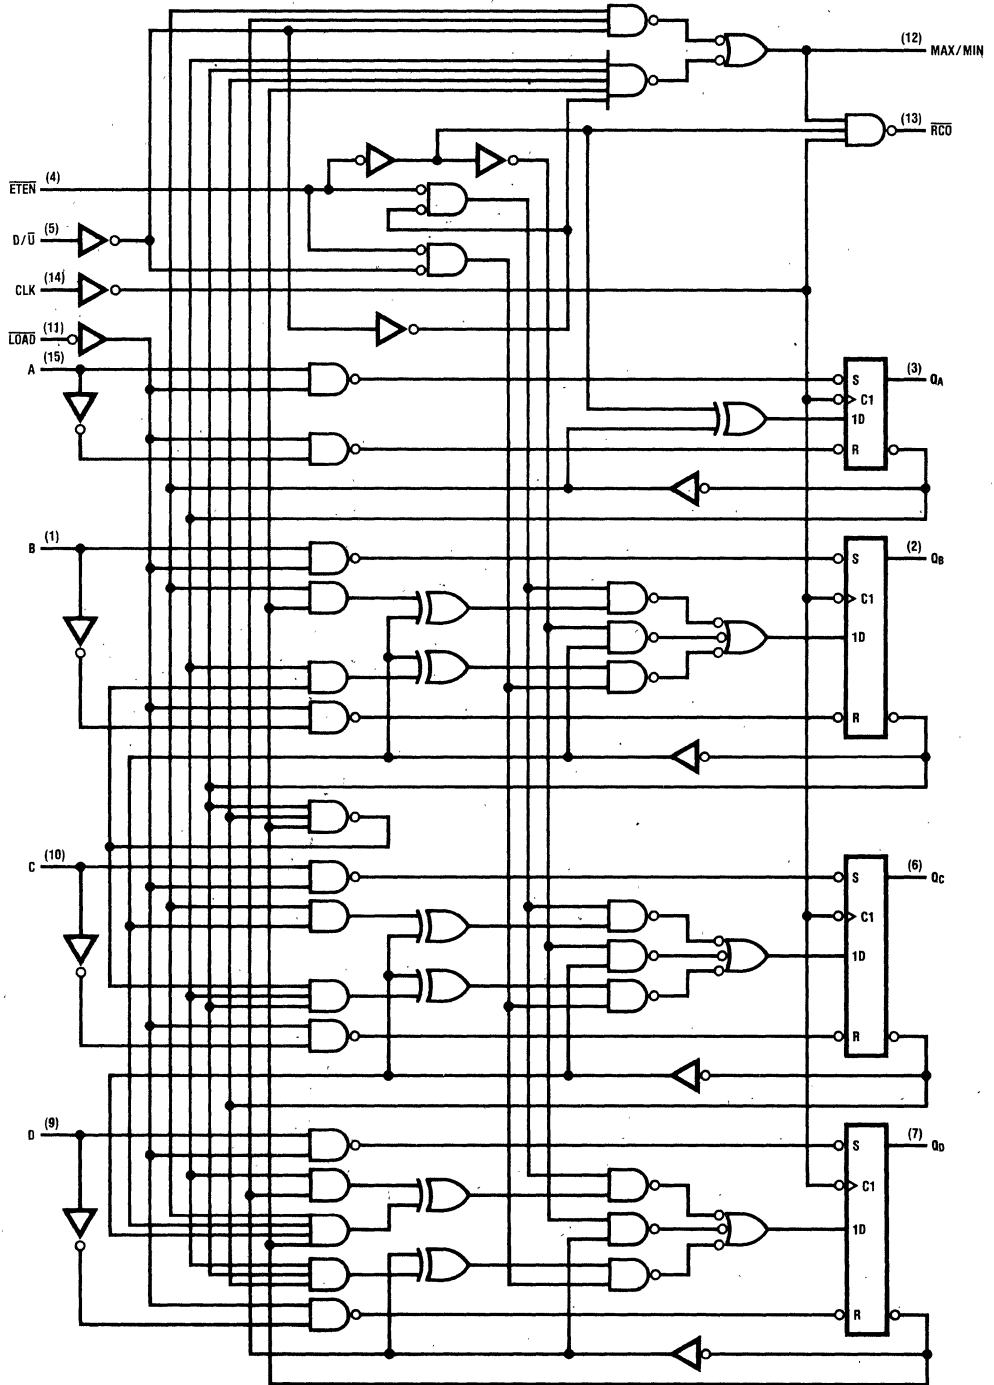 (12) MAX/MIN
(13) RCO
(4) ETEN
(5) D/U
(14) CLK
(11) LOAD
(15) A
S (3) QA
C1
1D
R
(1) B
S (2) QB
C1
1D
R
(10) C
S (6) QC
C1
1D
R
(9) D
S (7) QD
C1
1D
R